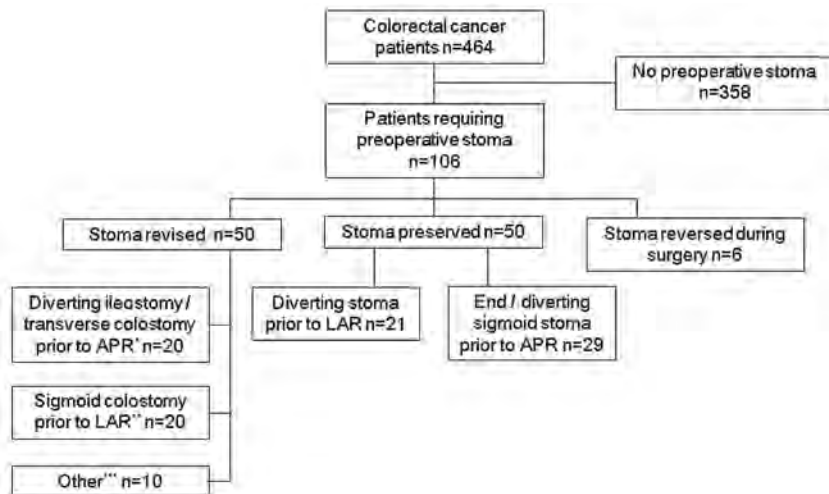 Colorectal cancer
patients n=464
No preoperative stoma
n=358
Patients requiring
preoperative stoma
n=106
Stoma revised n=50
Stoma preserved n=50
Stoma reversed during
surgery n=6
Diverting ileostomy /
transverse colostomy
prior to APR* n=20
Diverting stoma
prior to LAR n=21
End / diverting
sigmoid stoma
prior to APR n=29
Sigmoid colostomy
prior to LAR** n=20
Other*** n=10